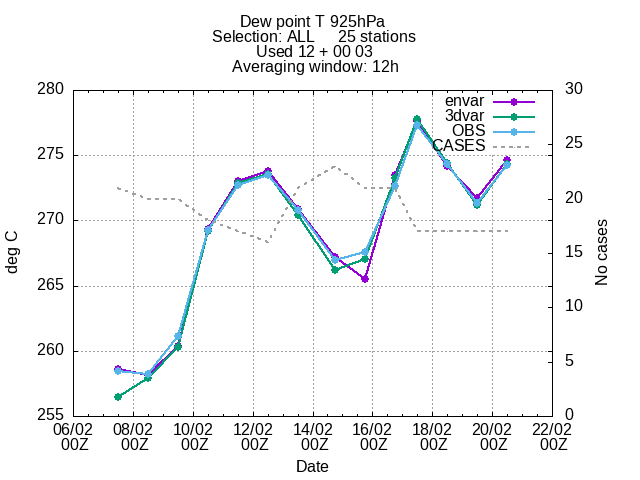 Dew point T 925hPa
Selection: ALL 25 stations
Used 12 + 00 03
Averaging window: 12h
280
275
270
265
260
255
deg C
30
25
20
15
10
5
0
No cases
envar
3dvar
OBS
CASES
06/02 08/02 10/02 12/02 14/02 16/02 18/02 20/02 22/02
00Z 00Z 00Z 00Z 00Z 00Z 00Z 00Z 00Z
Date